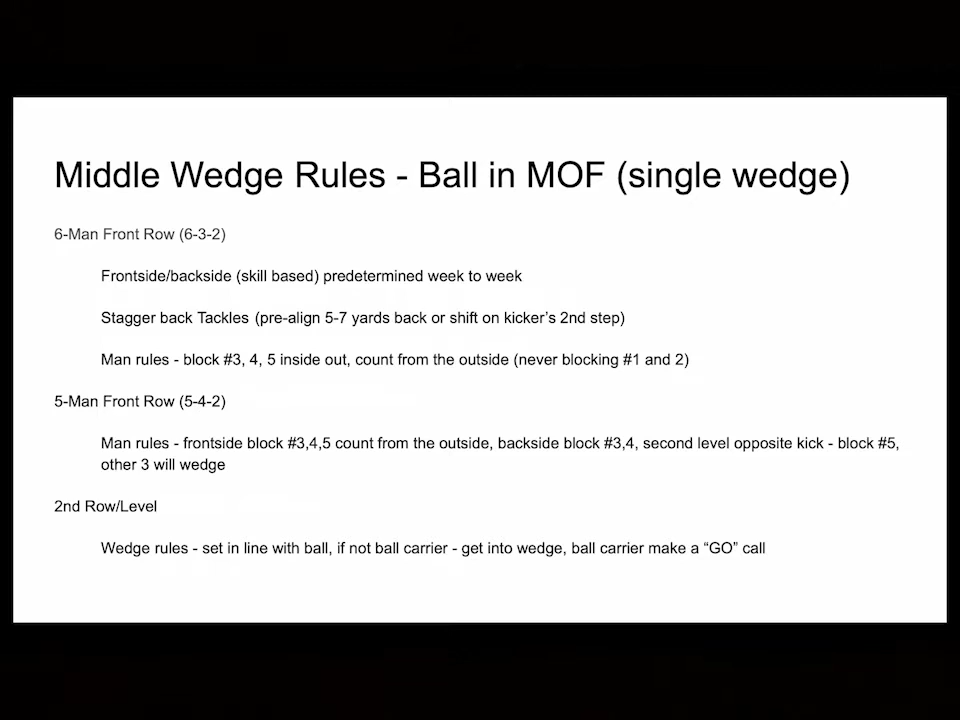 Middle Wedge Rules - Ball in MOF (single wedge)
6-Man Front Row (6-3-2)
Frontside/backside (skill based) predetermined week to week
Stagger back Tackles (pre-align 5-7 yards back or shift on kicker’s 2nd step)
Man rules - block #3, 4, 5 inside out, count from the outside (never blocking #1 and 2)
5-Man Front Row (5-4-2)
Man rules - frontside block #3,4,5 count from the outside, backside block #3,4, second level opposite kick - block #5,
other 3 will wedge
2nd Row/Level
Wedge rules - set in line with ball, if not ball carrier - get into wedge, ball carrier make a “GO” call